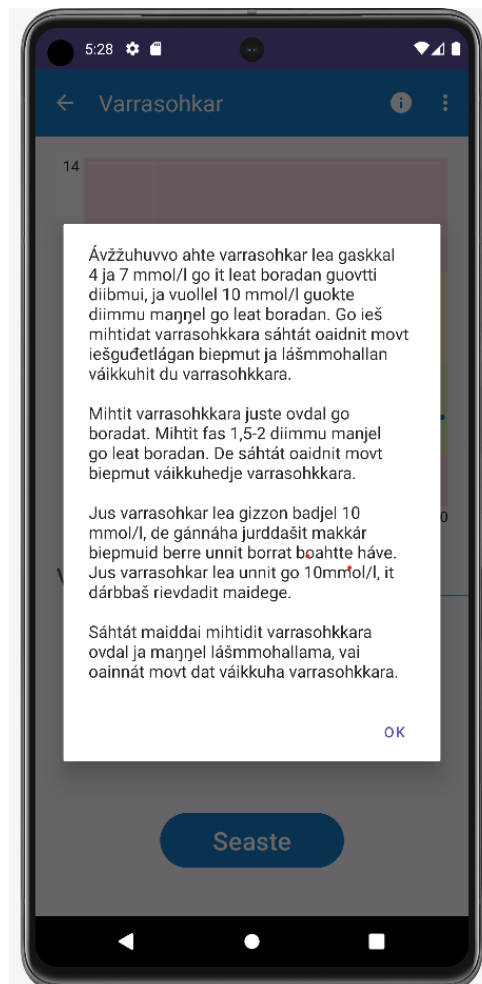 5:28
Varrasohkar
14
Ávžžuhuvvo ahte varrasohkar lea gaskkal
4 ja 7 mmol/l go it leat boradan guovtti
diibmui, ja vuollel 10 mmol/l guokte
diimmu maŋŋel go leat boradan. Go ieš
mihtidat varrasohkkara sáhtát oaidnit movt
iešguđetlágan biepmut ja lášmmohallan
váikkuhit du varrasohkkara.
Mihtit varrasohkkara juste ovdal go
boradat. Mihtit fas 1,5-2 diimmu manjel
go leat boradan. De sáhtát oaidnit movt
biepmut váikkuhedje varrasohkkara.
Jus varrasohkar lea gizzon badjel 10
mmol/l, de gánnáha jurddašit makkár
biepmuid berre unnit borrat boahtte háve.
Jus varrasohkar lea unnit go 10mmol/l, it
dárbbaš rievdadit maidege.
0
V
Sáhtát maiddai mihtidit varrasohkkara
ovdal ja maŋŋel lášmmohallama, vai
oainnát movt dat váikkuha varrasohkkara.
OK
Seaste